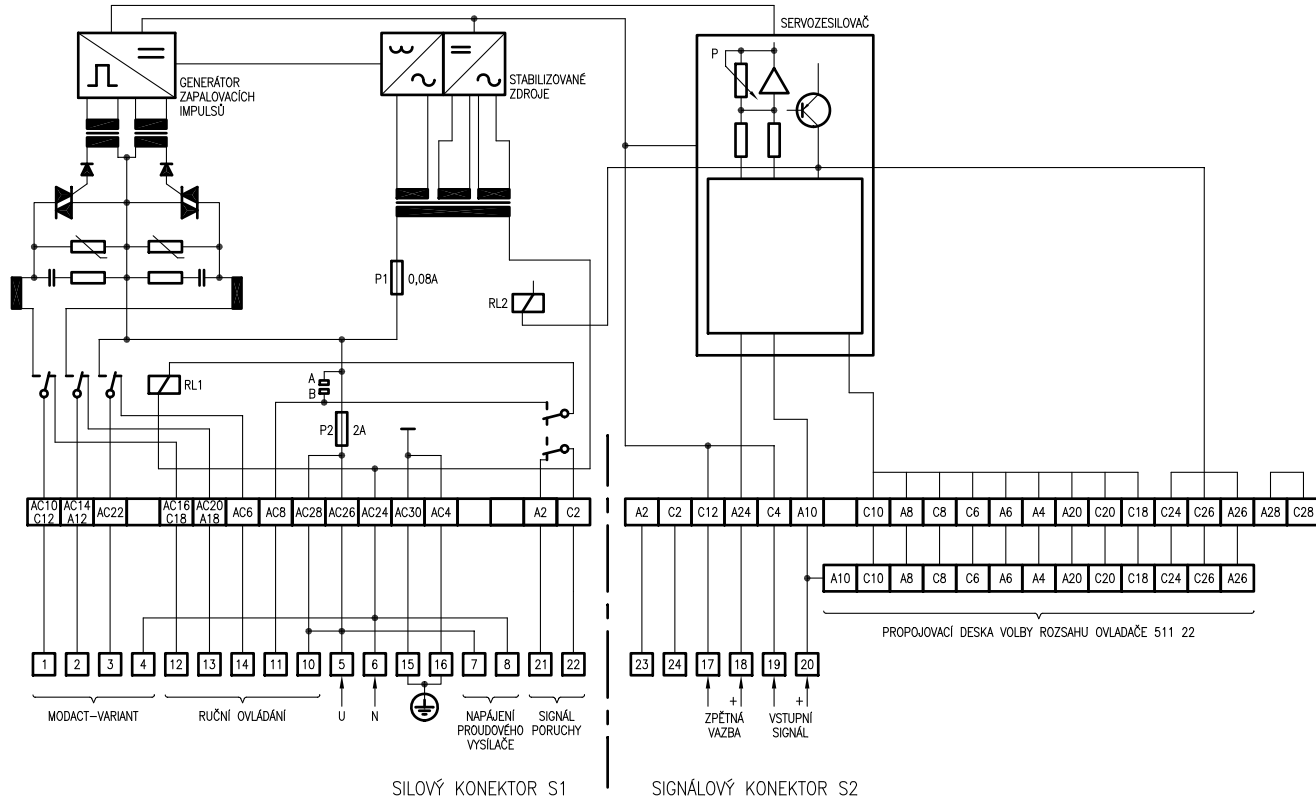 SERVOZESILOVAČ
GENERÁTOR
ZAPALOVACÍCH
IMPULSŮ
STABILIZOVANÉ
ZDROJE
P
P1 0,08A
RL2
RL1
A
B
P2 2A
AC10 C12 AC14 A12 AC22 AC16 C18 AC20 A18 AC6 AC8 AC28 AC26 AC24 AC30 AC4 A2 C2
A2 C2 C12 A24 C4 A10 C10 A8 C8 C6 A6 A4 A20 C20 C18 C24 C26 A26 A28 C28
A10 C10 A8 C8 C6 A6 A4 A20 C20 C18 C24 C26 A26
PROPOJOVACÍ DESKA VOLBY ROZSAHU OVLADAČE 511 22
1 2 3 4 12 13 14 11 10 5 6 15 16 7 8 21 22
23 24 17 18 19 20
+ +
MODACT-VARIANT
RUČNÍ OVLÁDÁNÍ
U N
NAPÁJENÍ
PROUDOVÉHO
VYSÍLAČE
SIGNÁL
PORUCHY
ZPĚTNÁ
VAZBA
VSTUPNÍ
SIGNÁL
SILOVÝ KONEKTOR S1
SIGNÁLOVÝ KONEKTOR S2